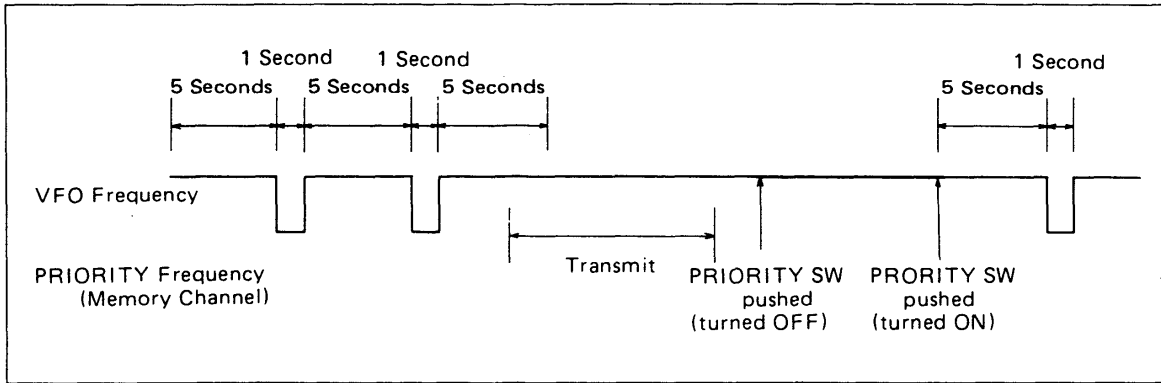 1 Second 1 Second 1 Second
5 Seconds 5 Seconds 5 Seconds 5 Seconds
VFO Frequency
Transmit
PRIORITY Frequency
(Memory Channel)
PRIORITY SW
pushed
(turned OFF)
PRORITY SW
pushed
(turned ON)